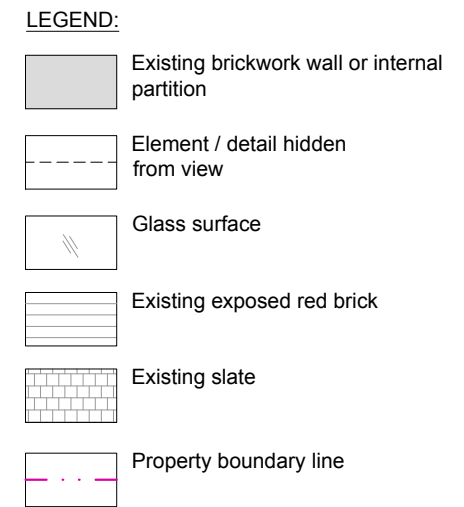 LEGEND:
Existing brickwork wall or internal
partition
Element / detail hidden
from view
Glass surface
Existing exposed red brick
Existing slate
Property boundary line